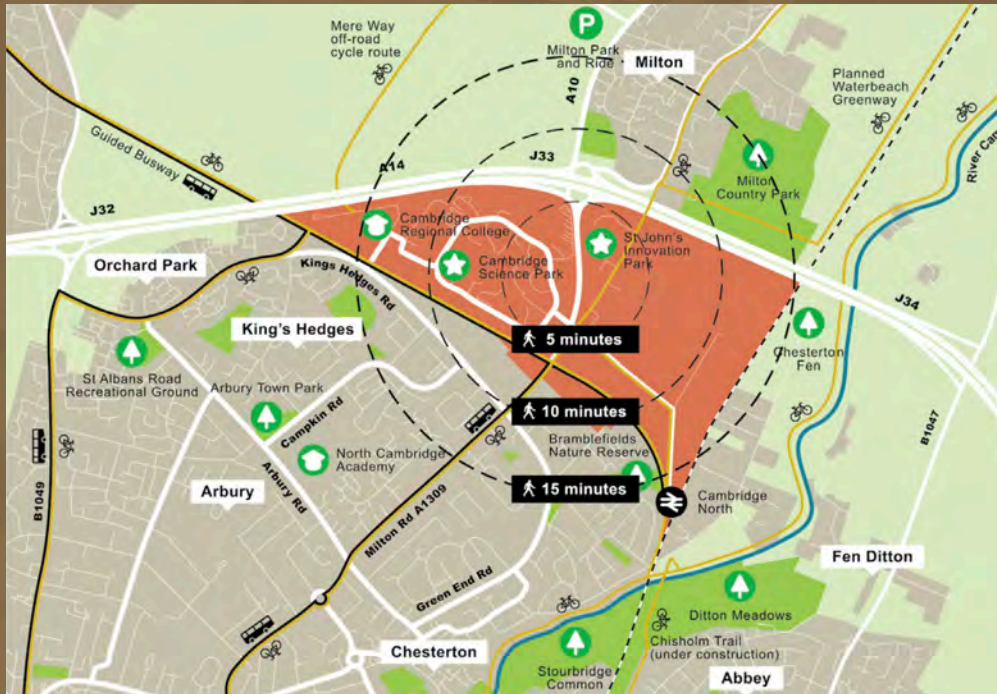 Mere Way
off-road
cycle route
P
Milton Park
and Ride
Milton
A10
Planned
Waterbeach
Greenway
River Cam
Guided Busway
A14
J33
Milton
Country Park
J32
Cambridge
Regional College
St John's
Innovation
Park
Cambridge
Science Park
Orchard Park
Kings Hedges Rd
J34
King's Hedges
5 minutes
Chesterton
Fen
St Albans Road
Recreational Ground
Arbury Town Park
Campkin Rd
10 minutes
B1047
Bramblefields
Nature Reserve
North Cambridge
Academy
15 minutes
Cambridge
North
Arbury
Arbury Rd
B1049
Milton Rd A1309
Fen Ditton
Green End Rd
Ditton Meadows
Chesterton
Chisholm Trail
(under construction)
Stourbridge
Common
Abbey